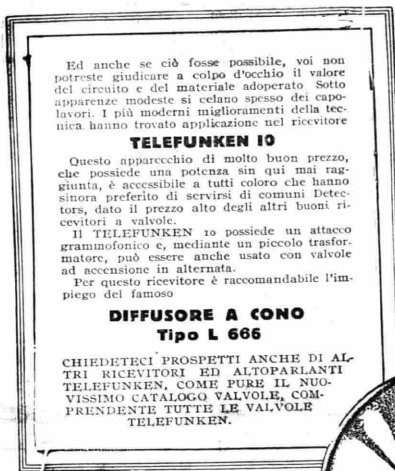 Ed anche se ciò fosse possibile, voi non
potreste giudicare a colpo d'occhio il valore
del circuito e del materiale adoperato Sotto
apparenze modeste si celano spesso dei capo-
lavori. I più moderni miglioramenti della tec-
nica hanno trovato applicazione nel ricevitore
TELEFUNKEN 10
Questo apparecchio di molto buon prezzo,
che possiede una potenza sin qui mai rag-
giunta, è accessibile a tutti coloro che hanno
sinora preferito di servirsi di comuni Detec-
tors, dato il prezzo alto degli altri buoni ri-
cevitori a valvole.
Il TELEFUNKEN 10 possiede un attacco
grammofonico e, mediante un piccolo trasfor-
matore, può essere anche usato con valvole
ad accensione in alternata.
Per questo ricevitore è raccomandabile l'im-
piego del famoso
DIFFUSORE A CONO
Tipo L 666
CHIEDETECI PROSPETTI ANCHE DI AL-
TRI RICEVITORI ED ALTOPARLANTI
TELEFUNKEN, COME PURE IL NUO-
VISSIMO CATALOGO VALVOLE, COM-
PRENDENTE TUTTE LE VALVOLE
TELEFUNKEN.